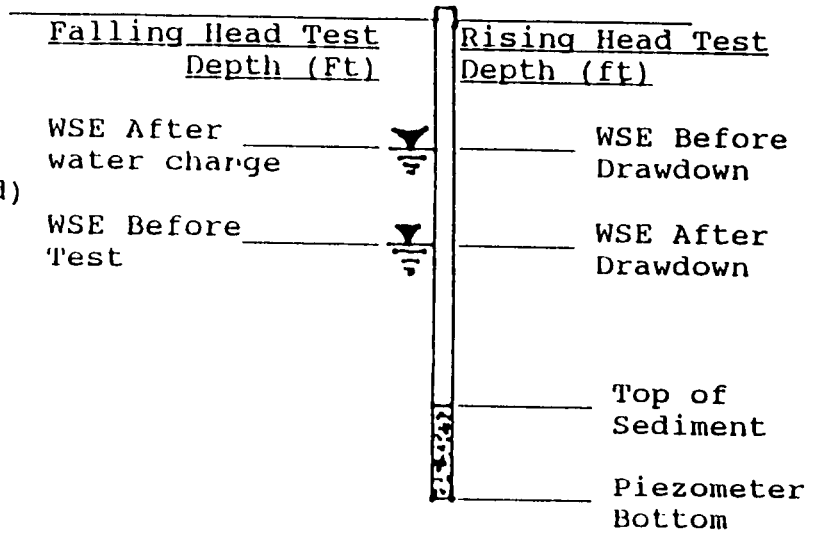 Falling Head Test
Depth (Ft)
Rising Head Test
Depth (ft)
WSE After
water change
WSE Before
Drawdown
d)
WSE Before
Test
WSE After
Drawdown
Top of
Sediment
Piezometer
Bottom